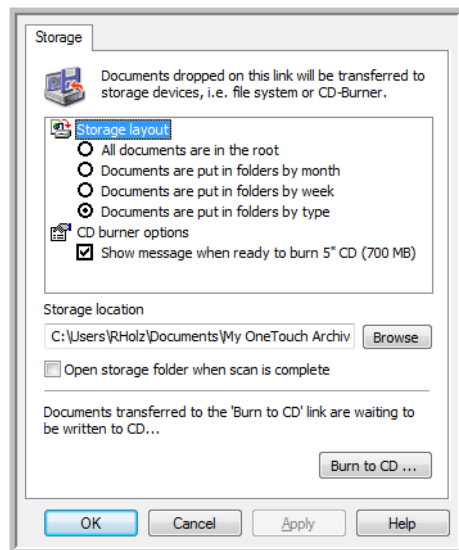 Storage
Documents dropped on this link will be transferred to
storage devices, i.e. file system or CD-Burner.
Storage layout
All documents are in the root
Documents are put in folders by month
Documents are put in folders by week
Documents are put in folders by type
CD burner options
Show message when ready to burn 5" CD (700 MB)
Storage location
C:\Users\RHolz\Documents\My OneTouch Archiv
Browse
Open storage folder when scan is complete
Documents transferred to the 'Burn to CD' link are waiting to
be written to CD...
Burn to CD ...
OK Cancel Apply Help